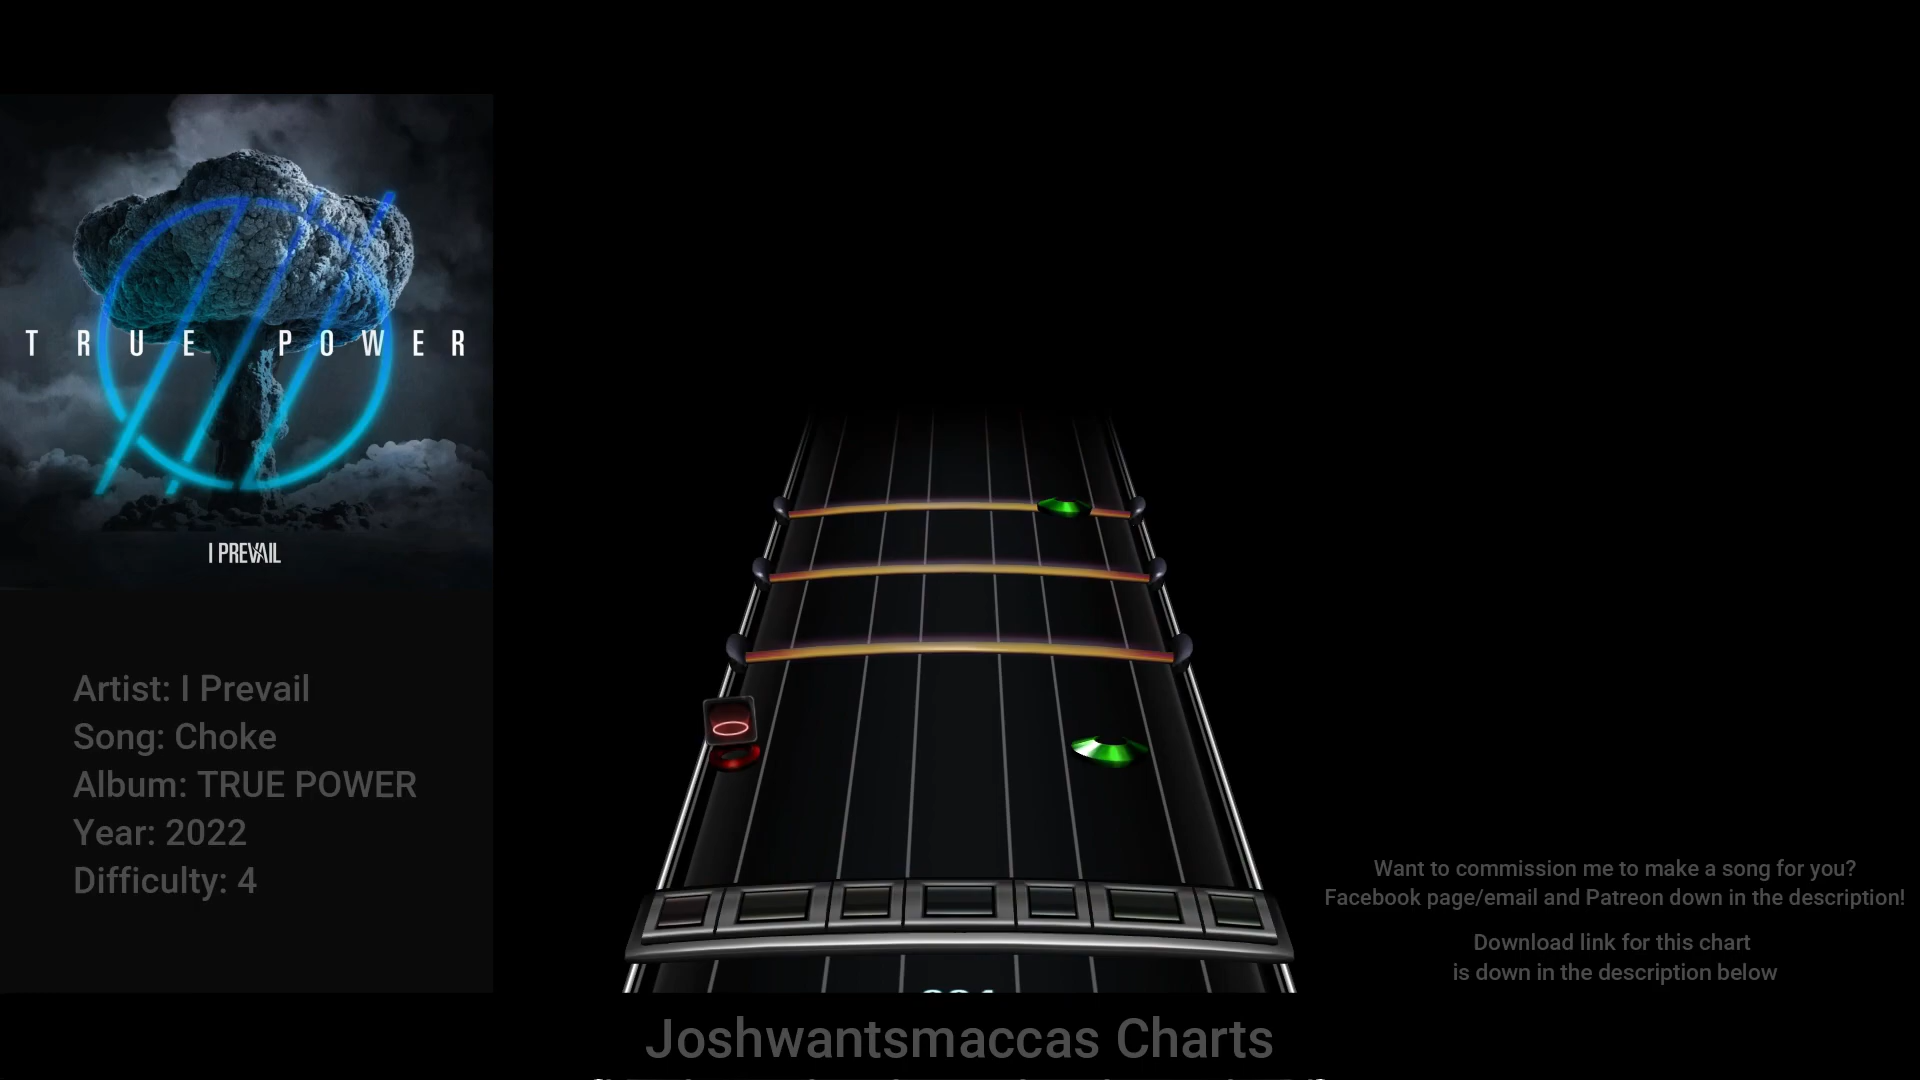 TRUE POWER
I PREVAIL
Artist: I Prevail
Song: Choke
Album: TRUE POWER
Year: 2022
Difficulty: 4
Want to commission me to make a song for you?
Facebook page/email and Patreon down in the description!
Download link for this chart
is down in the description below
Joshwantsmaccas Charts